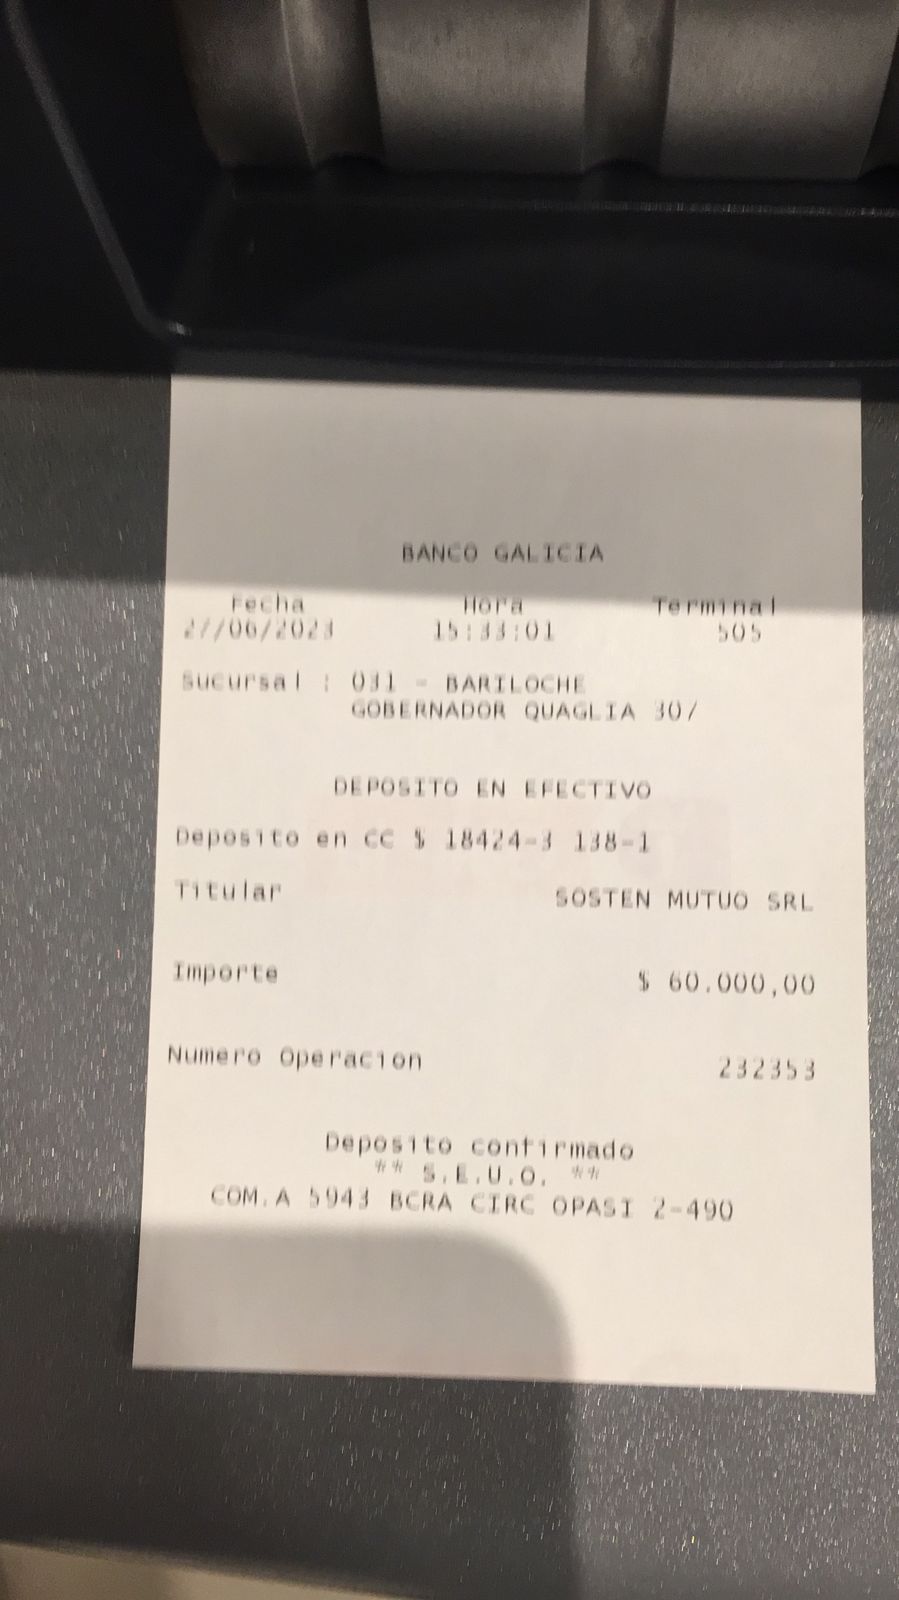 BANCO GALICIA
Fecha Hora Terminal
27/06/2023 15:33:01 505
Sucursal : 031 - BARILOCHE
GOBERNADOR QUAGLIA 307
DEPOSITO EN EFECTIVO
Deposito en CC $ 18424-3 138-1
Titular SOSTEN MUTUO SRL
Importe $ 60.000,00
Numero Operacion 232353
Deposito confirmado
** S.E.U.O. **
COM.A 5943 BCRA CIRC OPASI 2-490